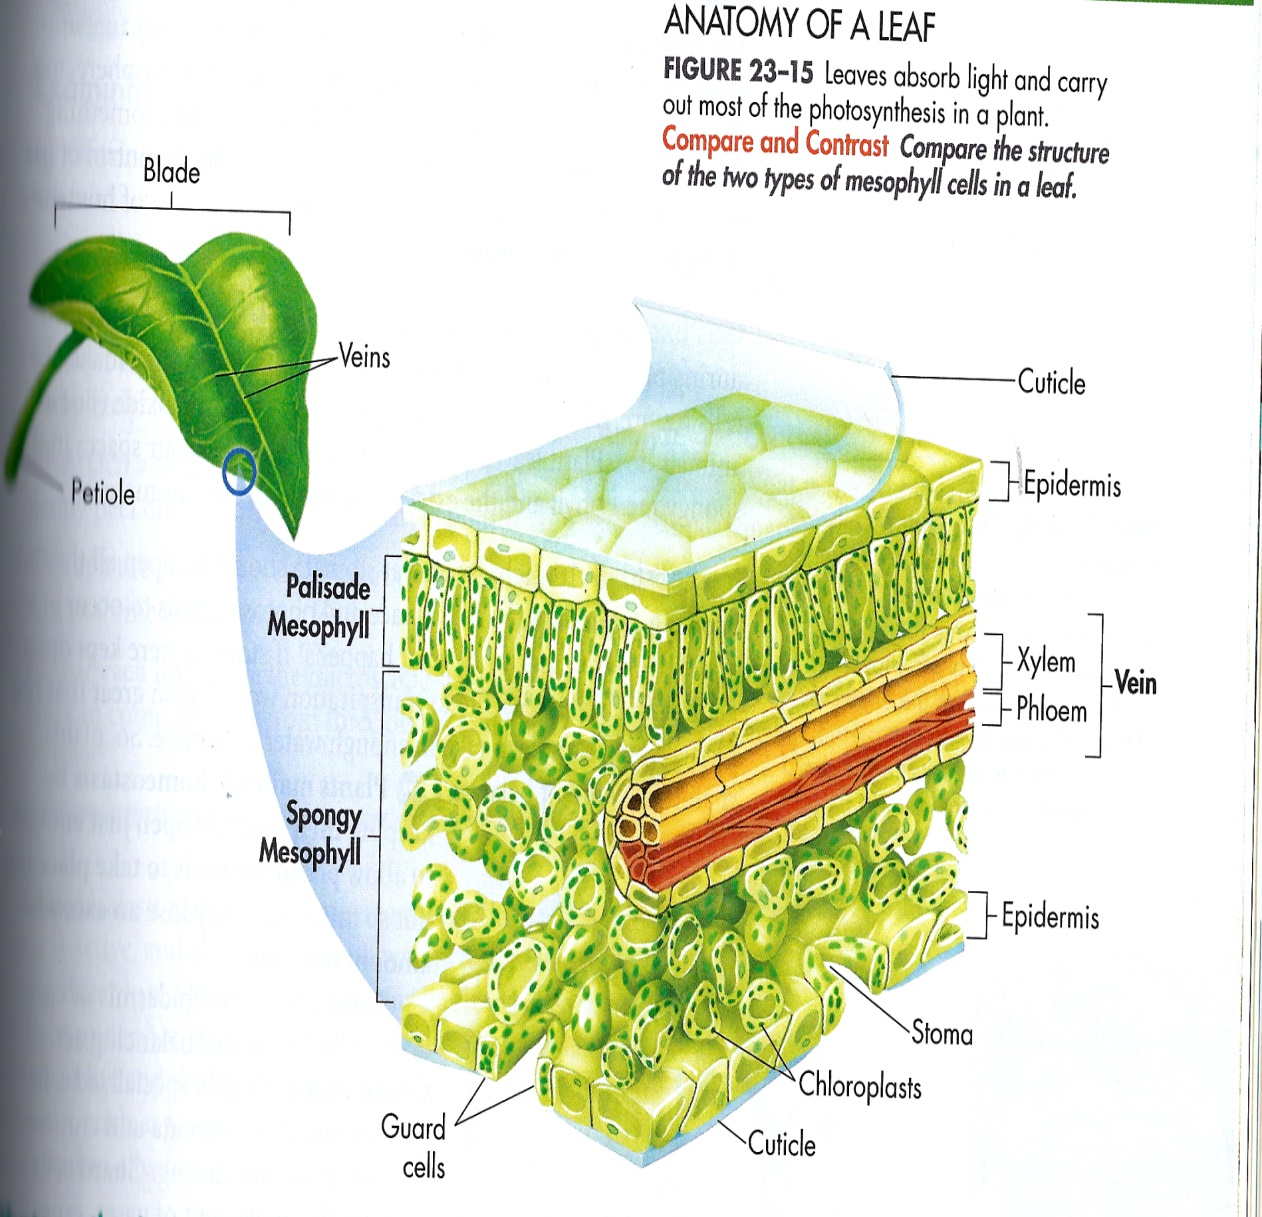 ANATOMY OF A LEAF
FIGURE 23–15 Leaves absorb light and carry
out most of the photosynthesis in a plant.
Compare and Contrast Compare the structure
of the two types of mesophyll cells in a leaf.
Blade
Veins
Petiole
Cuticle
Epidermis
Palisade
Mesophyll
Xylem
Phloem
Vein
Spongy
Mesophyll
Epidermis
Stoma
Chloroplasts
Guard
cells
Cuticle